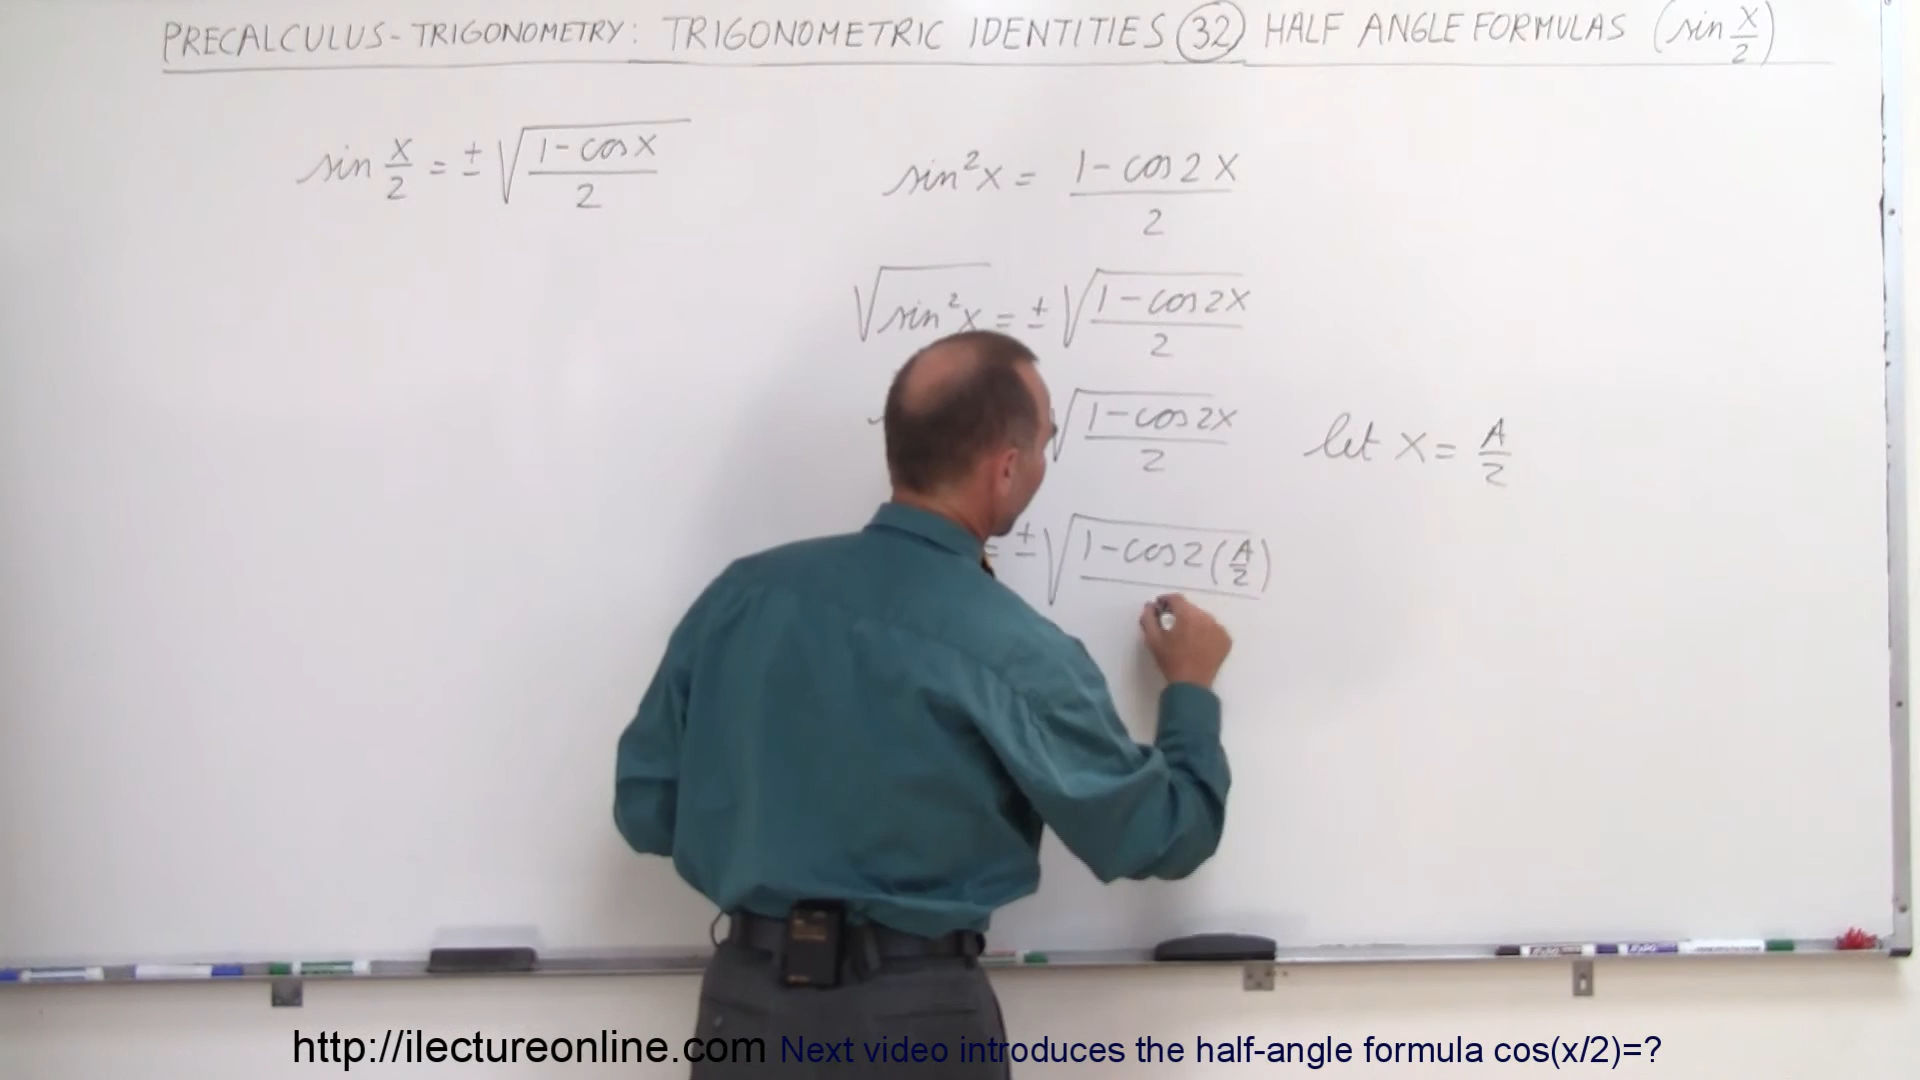 PRECALCULUS - TRIGONOMETRY: TRIGONOMETRIC IDENTITIES 32 HALF ANGLE FORMULAS (sin x/2)
sin x/2 = ± √((1 - cos x)/2)
sin²x = (1 - cos 2x)/2
√(sin²x) = ± √((1 - cos 2x)/2)
√((1 - cos 2x)/2)
let x = A/2
= ± √(1 - cos 2(A/2)
http://ilectureonline.com Next video introduces the half-angle formula cos(x/2)=?